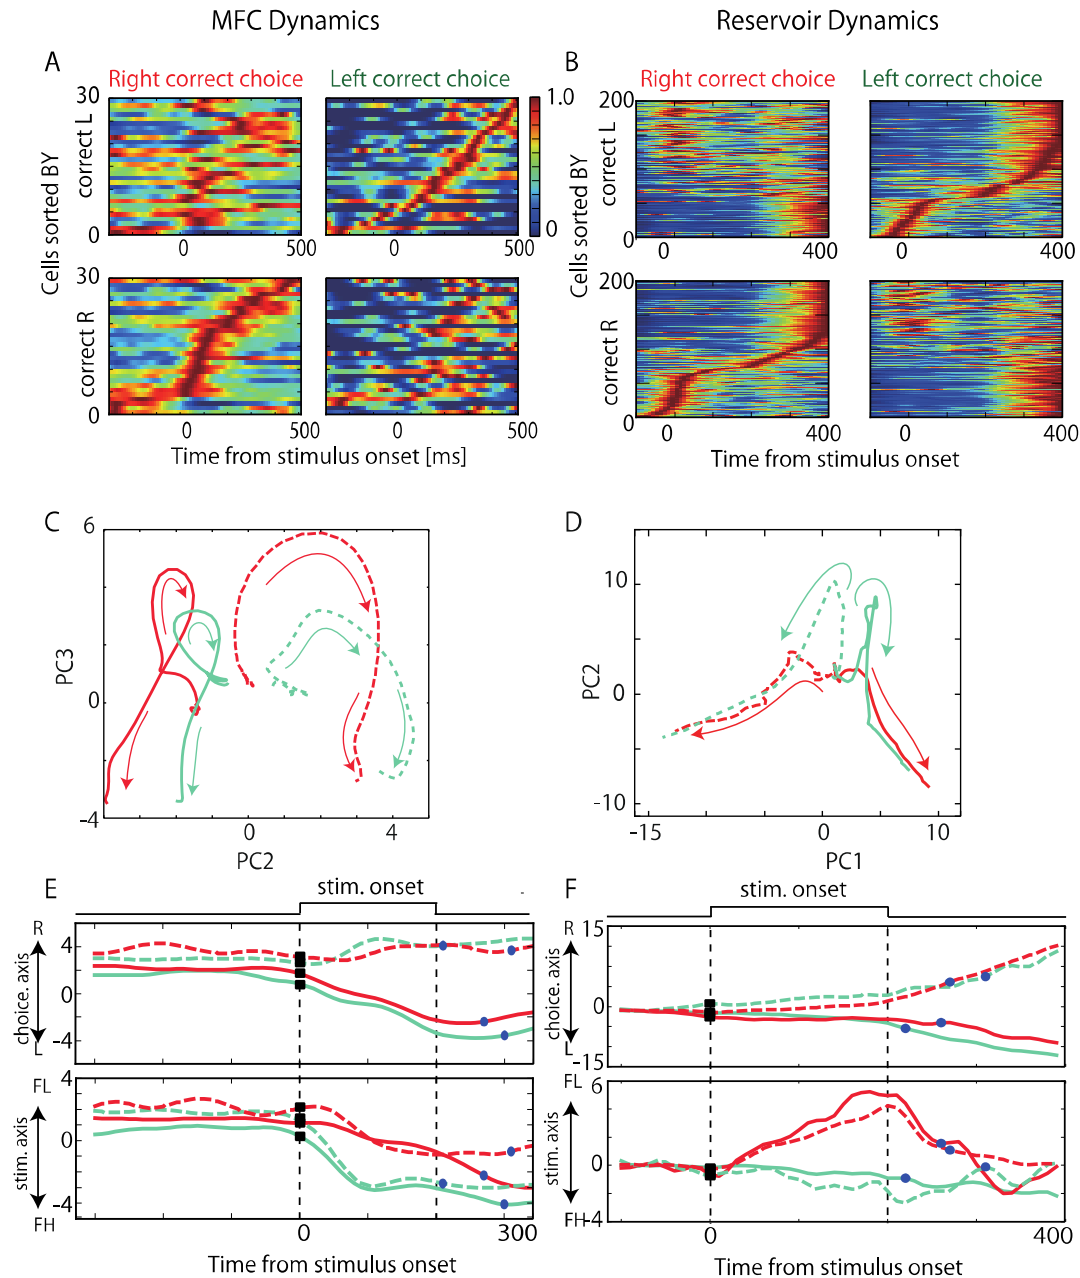 MFC Dynamics
Reservoir Dynamics
A
Right correct choice
Left correct choice
B
Right correct choice
Left correct choice
Cells sorted BY
correct L
30
0
0
500
0
500
1.0
0
correct R
30
0
0
500
0
500
Time from stimulus onset [ms]
Cells sorted BY
correct L
200
0
0
400
0
400
correct R
200
0
0
400
0
400
Time from stimulus onset
C
6
0
-4
PC3
0
4
PC2
D
10
0
-10
PC2
-15
0
10
PC1
E
stim. onset
R
choice. axis
L
4
0
-4
FL
stim. axis
FH
4
0
-4
0
300
Time from stimulus onset
F
stim. onset
R
choice. axis
L
15
0
-15
FL
stim. axis
FH
6
0
-4
0
400
Time from stimulus onset